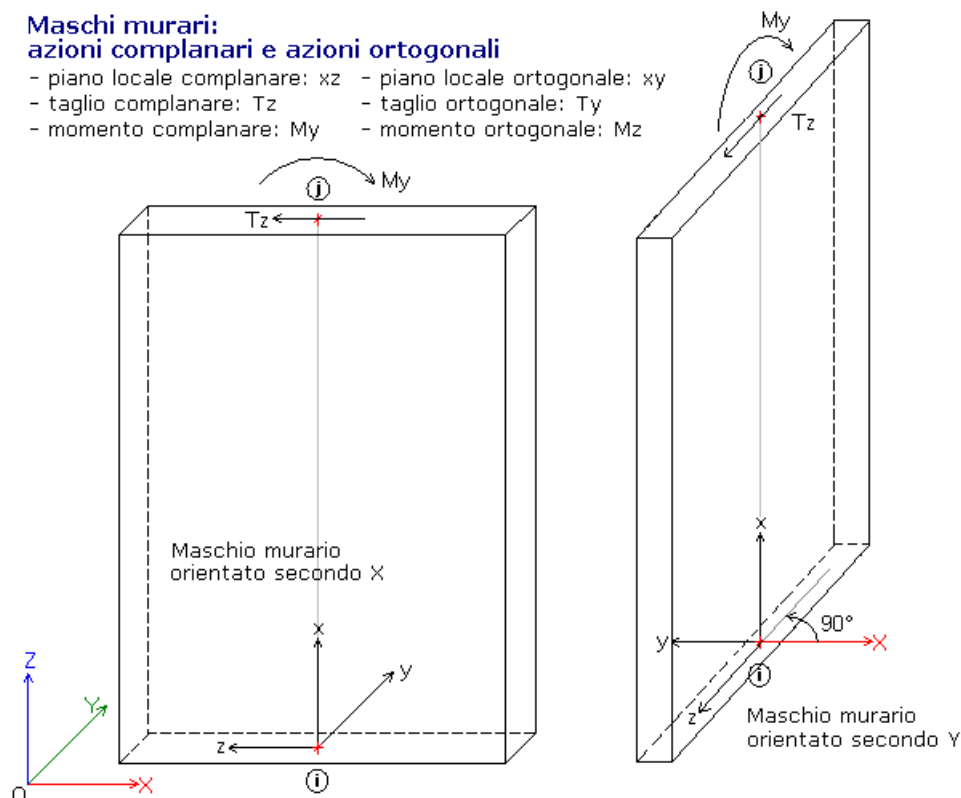 Maschi murari:
azioni complanari e azioni ortogonali
- piano locale complanare: xz - piano locale ortogonale: xy
- taglio complanare: Tz - taglio ortogonale: Ty
- momento complanare: My - momento ortogonale: Mz
My
j
Tz
My
j
Tz
Maschio murario
orientato secondo X
x
y
z
i
Z
Y
X
O
x
90°
y
X
i
z
Maschio murario
orientato secondo Y